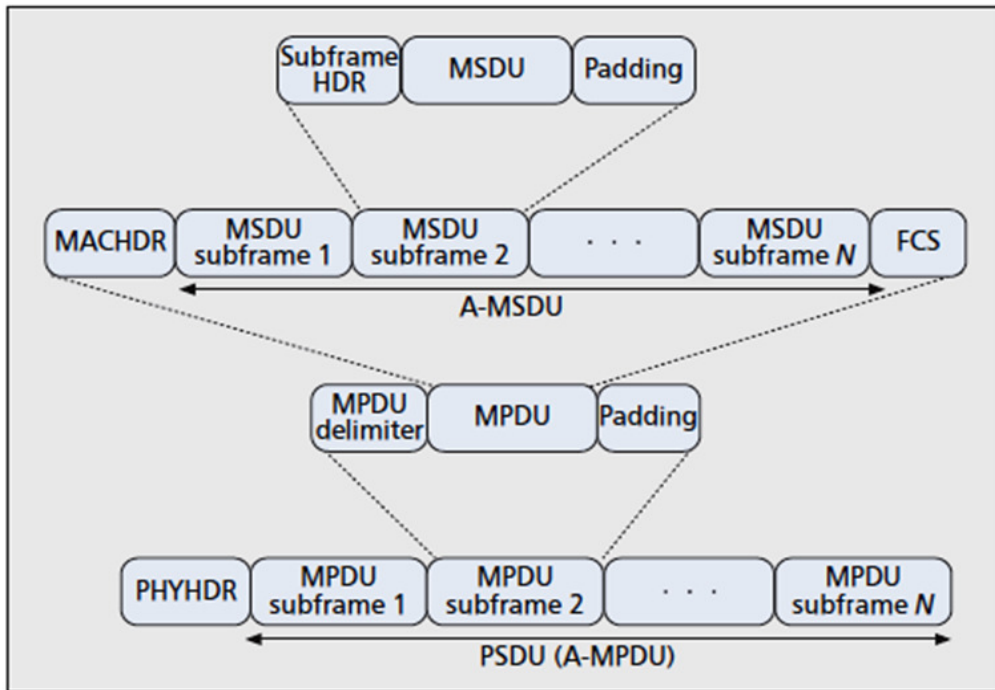 Subframe HDR MSDU Padding
MACHDR MSDU subframe 1 MSDU subframe 2 . . . MSDU subframe N FCS
A-MSDU
MPDU delimiter MPDU Padding
PHYHDR MPDU subframe 1 MPDU subframe 2 . . . MPDU subframe N
PSDU (A-MPDU)